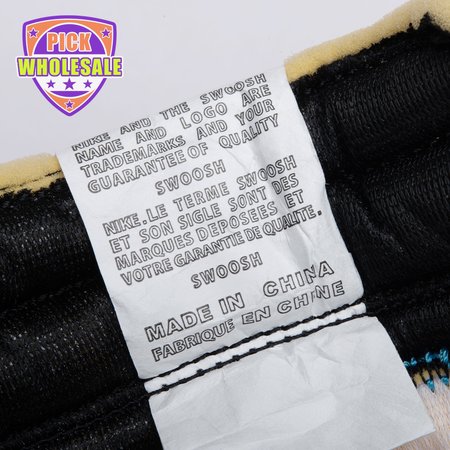 PICK
WHOLESALE
NIKE AND THE SWOOSH
NAME AND LOGO ARE
TRADEMARKS AND YOUR
GUARANTEE OF QUALITY
SWOOSH
NIKE.LE TERME SWOOSH
ET SON SIGLE SONT DES
MARQUES DEPOSEES ET
VOTRE GARANTIE DE QUALITE.
SWOOSH
MADE IN CHINA
FABRIQUE EN CHINE